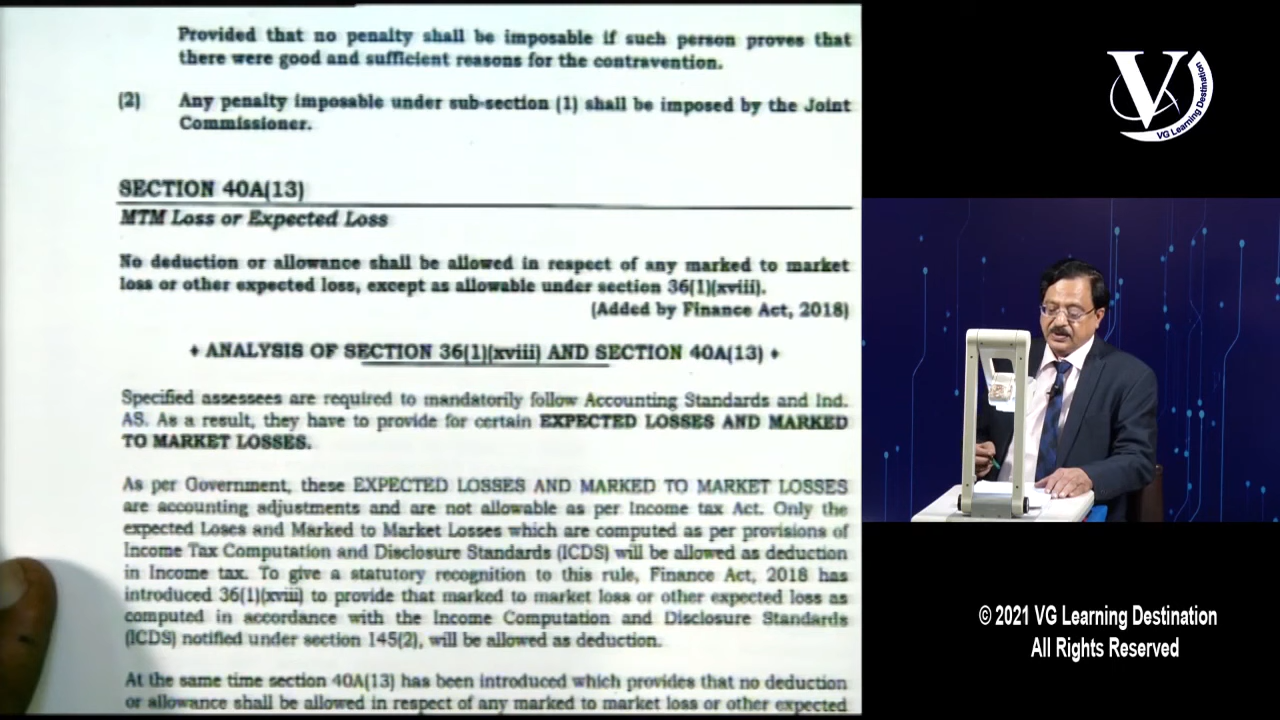 Provided that no penalty shall be imposable if such person proves that
there were good and sufficient reasons for the contravention.
(2) Any penalty imposable under sub-section (1) shall be imposed by the Joint
Commissioner.
SECTION 40A(13)
MTM Loss or Expected Loss
No deduction or allowance shall be allowed in respect of any marked to market
loss or other expected loss, except as allowable under section 36(1)(xviii).
(Added by Finance Act, 2018)
♦ ANALYSIS OF SECTION 36(1)(xviii) AND SECTION 40A(13) ♦
Specified assessees are required to mandatorily follow Accounting Standards and Ind.
AS. As a result, they have to provide for certain EXPECTED LOSSES AND MARKED
TO MARKET LOSSES.
As per Government, these EXPECTED LOSSES AND MARKED TO MARKET LOSSES
are accounting adjustments and are not allowable as per Income tax Act. Only the
expected Loses and Marked to Market Losses which are computed as per provisions of
Income Tax Computation and Disclosure Standards (ICDS) will be allowed as deduction
in Income tax. To give a statutory recognition to this rule, Finance Act, 2018 has
introduced 36(1)(xviii) to provide that marked to market loss or other expected loss as
computed in accordance with the Income Computation and Disclosure Standards
(ICDS) notified under section 145(2), will be allowed as deduction.
At the same time section 40A(13) has been introduced which provides that no deduction
or allowance shall be allowed in respect of any marked to market loss or other expected
V
VG Learning Destination
© 2021 VG Learning Destination
All Rights Reserved